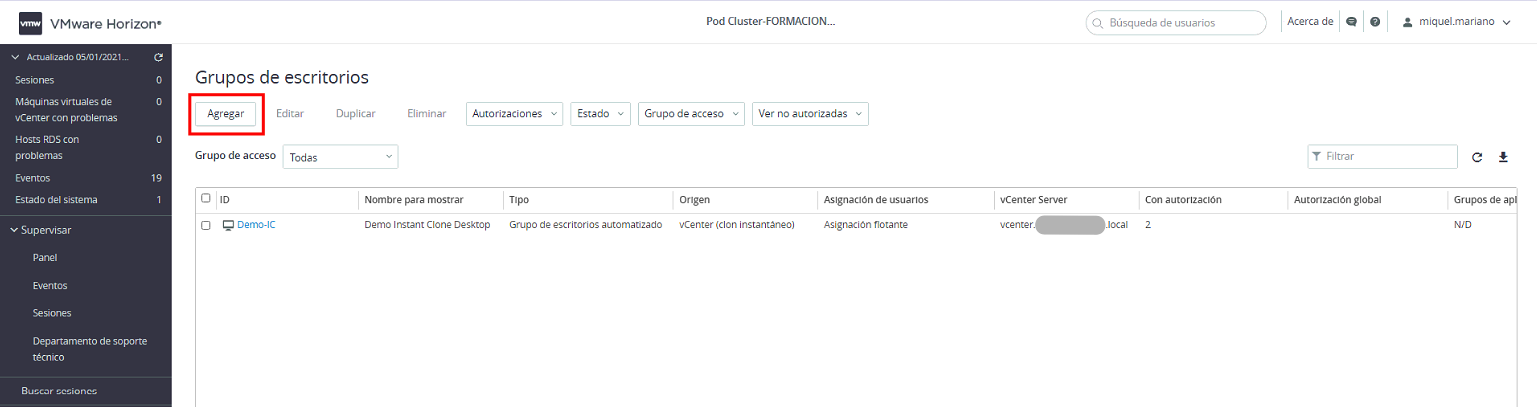 vmw VMware Horizon®
Pod Cluster-FORMACION...
Búsqueda de usuarios
Acerca de
miquel.mariano
Actualizado 05/01/2021...
Sesiones 0
Máquinas virtuales de 0
vCenter con problemas
Hosts RDS con 0
problemas
Eventos 19
Estado del sistema 1
Supervisar
Panel
Eventos
Sesiones
Departamento de soporte
técnico
Buscar sesiones
Grupos de escritorios
Agregar Editar Duplicar Eliminar Autorizaciones Estado Grupo de acceso Ver no autorizadas
Grupo de acceso Todas Filtrar
ID Nombre para mostrar Tipo Origen Asignación de usuarios vCenter Server Con autorización Autorización global Grupos de apl
Demo-IC Demo Instant Clone Desktop Grupo de escritorios automatizado vCenter (clon instantáneo) Asignación flotante vcenter. .local 2 N/D